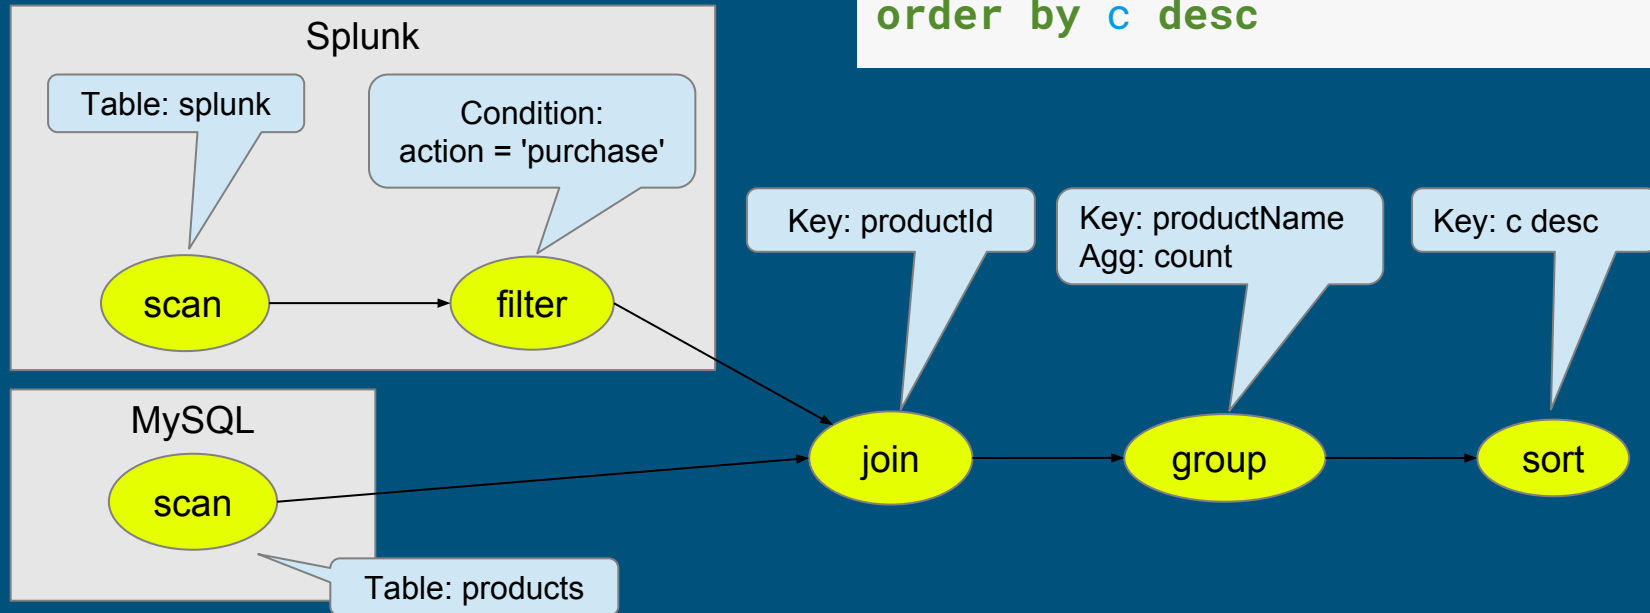 order by c desc
Splunk
Table: splunk
Condition:
action = 'purchase'
scan
filter
Key: productId
Key: productName
Agg: count
Key: c desc
MySQL
scan
join
group
sort
Table: products